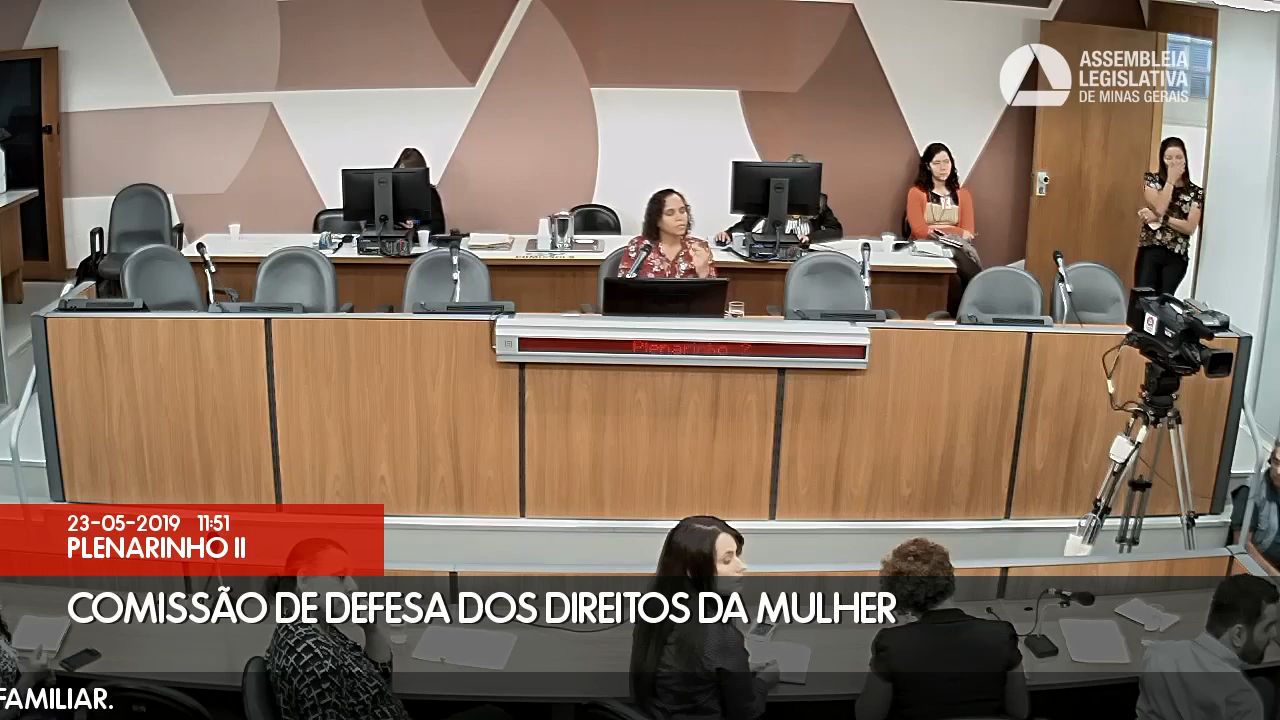 ASSEMBLEIA
LEGISLATIVA
DE MINAS GERAIS
Plenarinho 2
23-05-2019 11:51
PLENARINHO II
COMISSÃO DE DEFESA DOS DIREITOS DA MULHER
FAMILIAR.